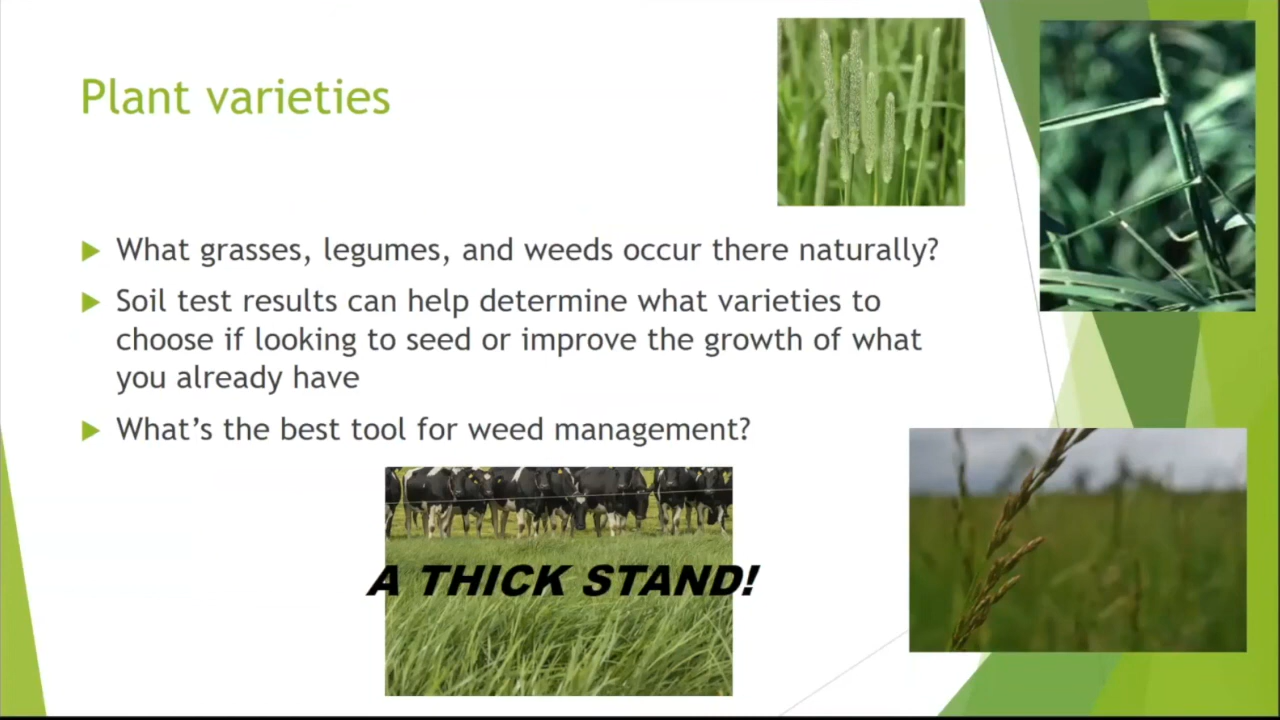 Plant varieties
What grasses, legumes, and weeds occur there naturally?
Soil test results can help determine what varieties to
choose if looking to seed or improve the growth of what
you already have
What’s the best tool for weed management?
A THICK STAND!